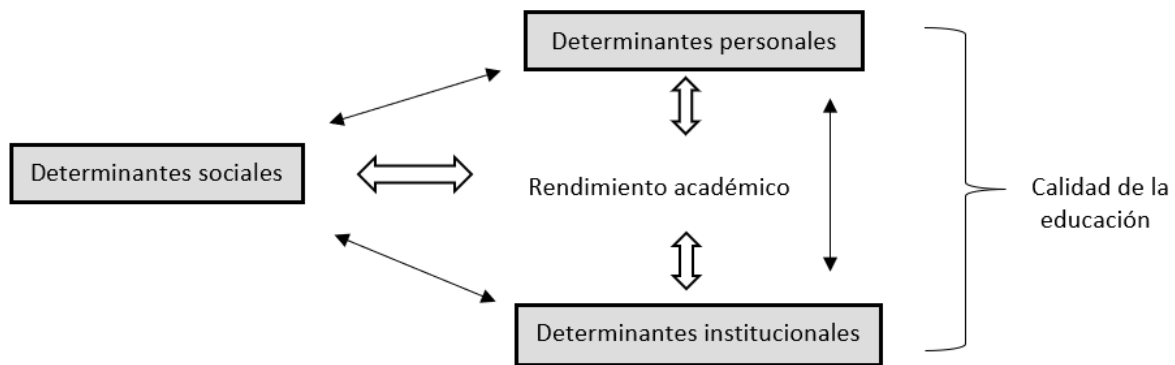 Determinantes personales
Determinantes sociales
Rendimiento académico
Calidad de la
educación
Determinantes institucionales